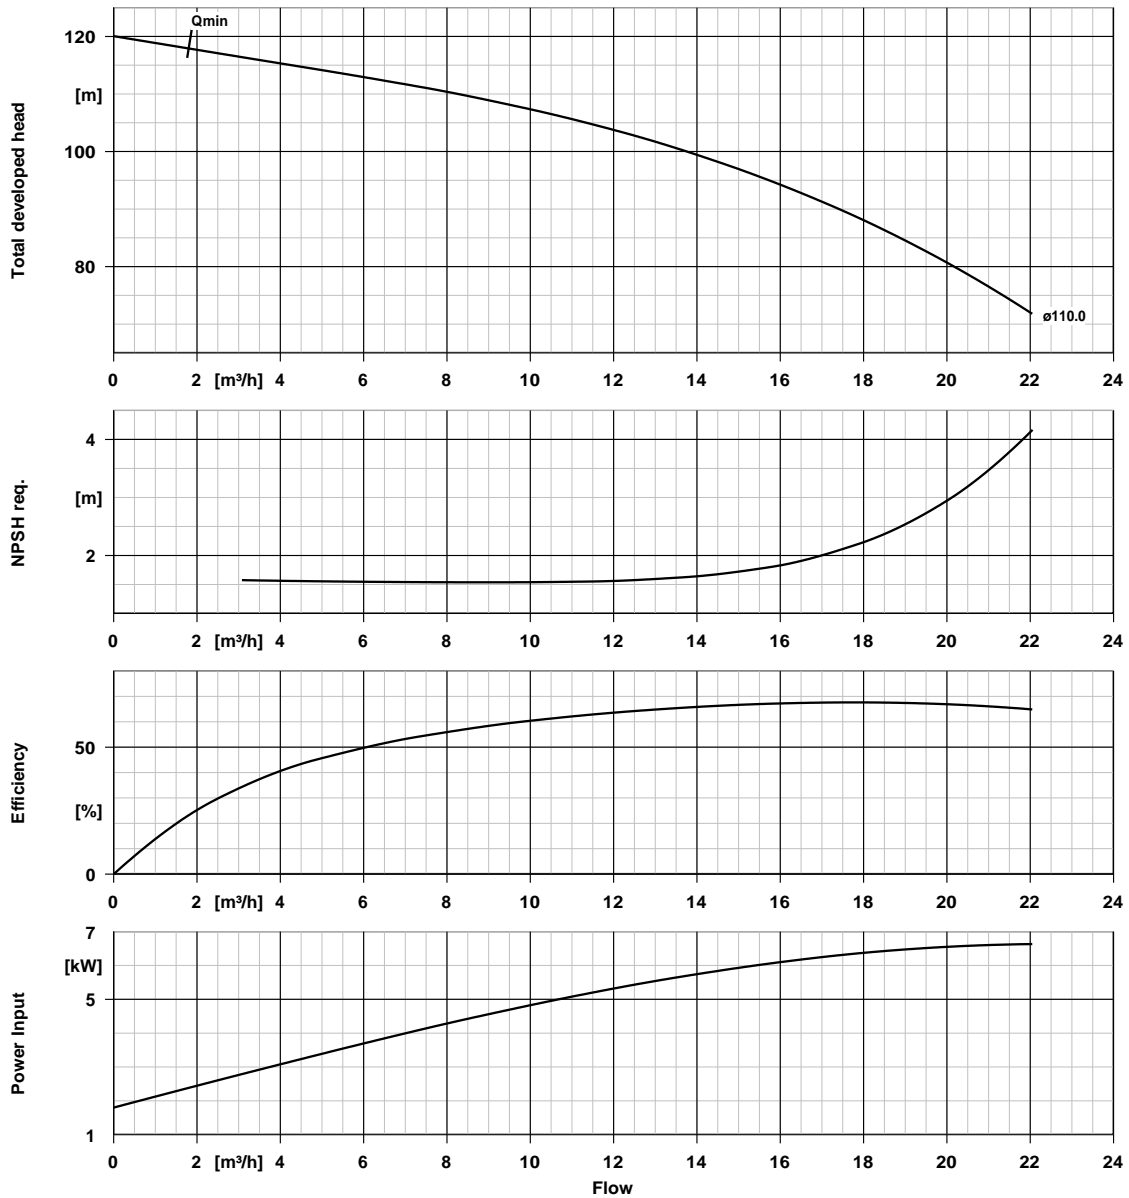 Qmin
120
[m]
100
80
Total developed head
ø110.0
0 2 [m³/h] 4 6 8 10 12 14 16 18 20 22 24
4
[m]
2
NPSH req.
0 2 [m³/h] 4 6 8 10 12 14 16 18 20 22 24
50
[%]
0
Efficiency
0 2 [m³/h] 4 6 8 10 12 14 16 18 20 22 24
7
[kW]
5
1
Power Input
0 2 [m³/h] 4 6 8 10 12 14 16 18 20 22 24
Flow